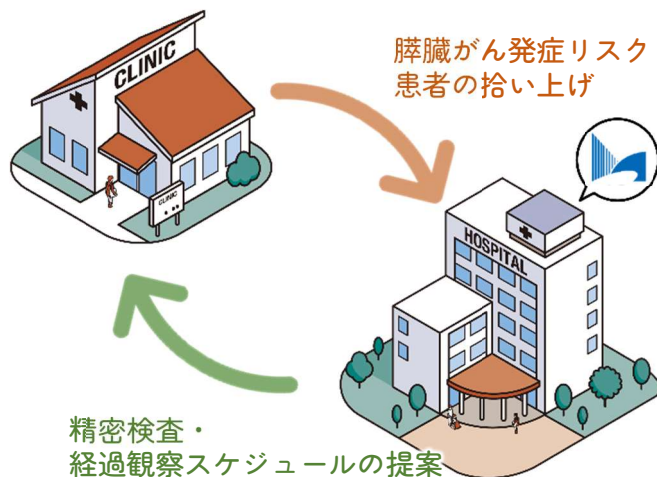 CLINIC
膵臓がん発症リスク
患者の拾い上げ
CLINIC
HOSPITAL
精密検査・
経過観察スケジュールの提案